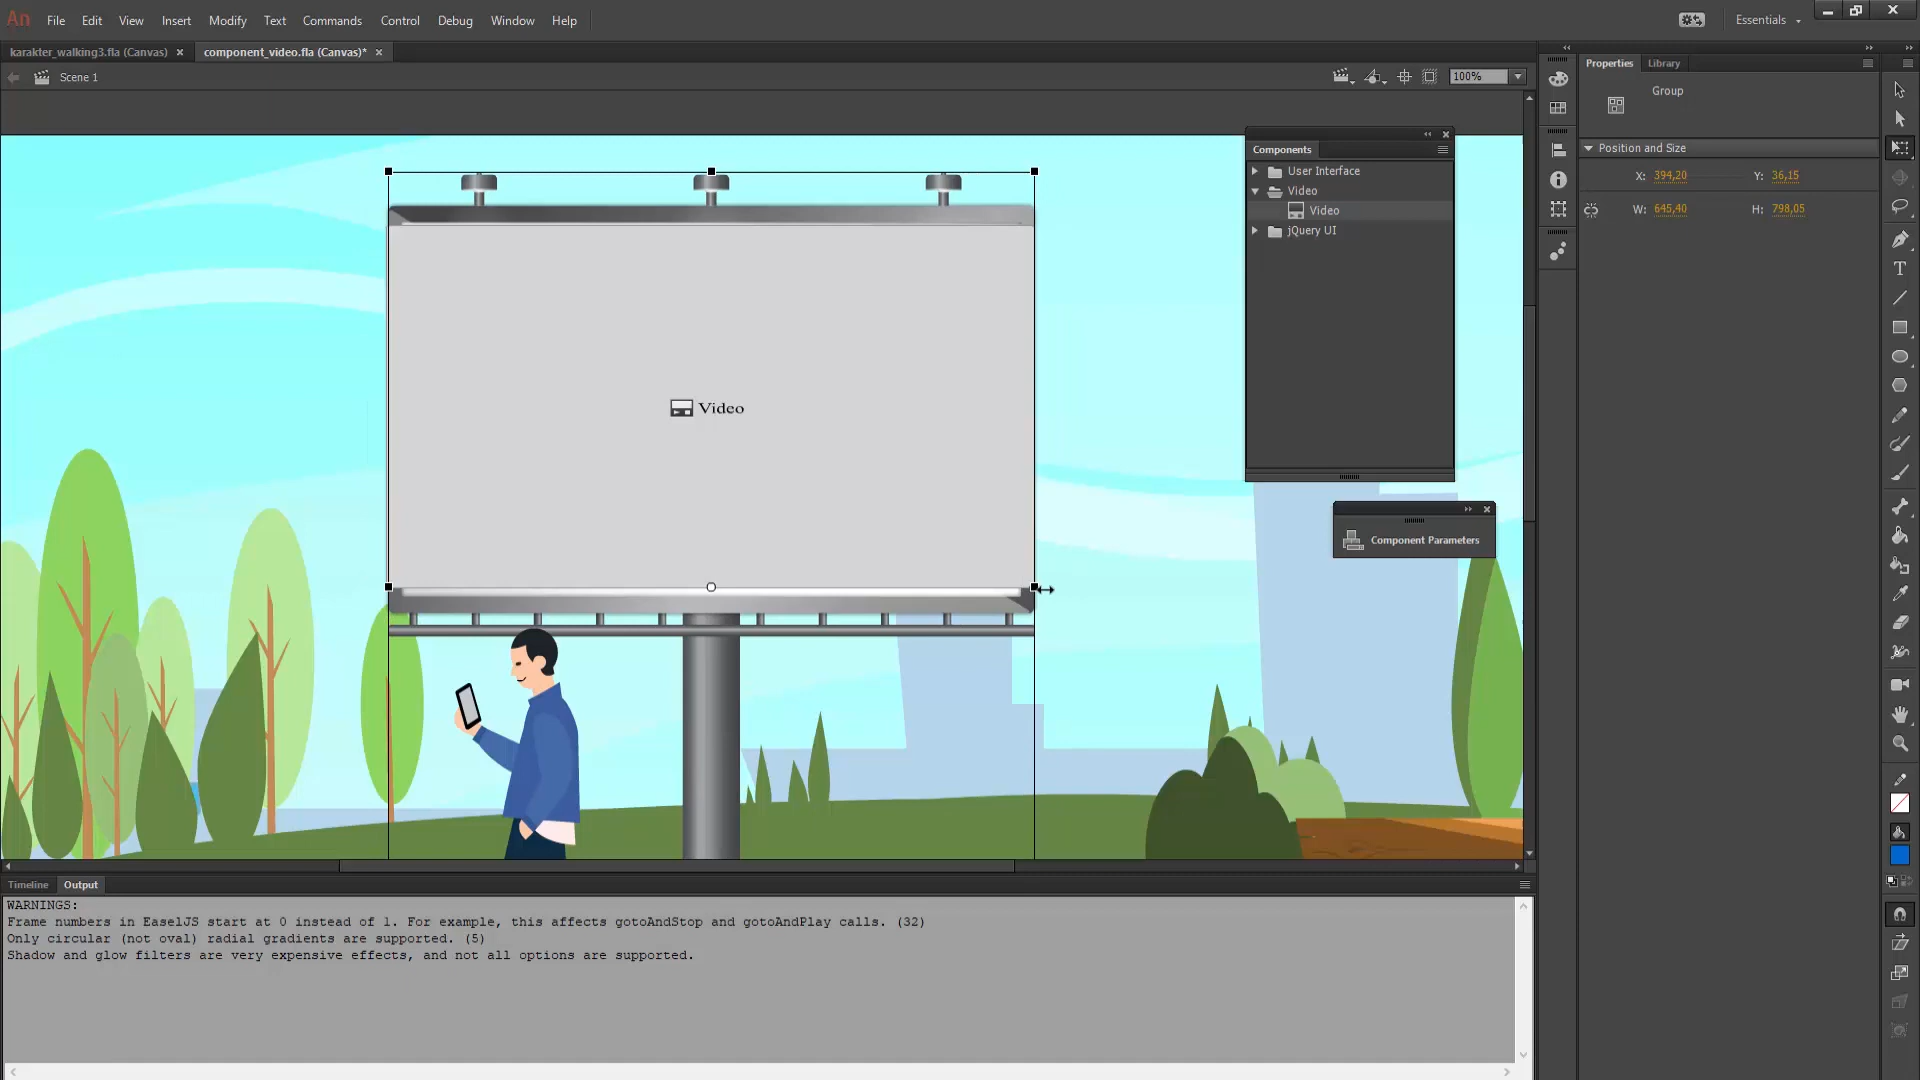 An File Edit View Insert Modify Text Commands Control Debug Window Help Essentials
karakter_walking3.fla (Canvas) × component_video.fla (Canvas)* ×
Scene 1 100%
Properties Library
Group
Position and Size
X: 394,20 Y: 36,15
W: 645,40 H: 798,05
Components
User Interface
Video
Video
jQuery UI
Video
Component Parameters
Timeline Output
WARNINGS:
Frame numbers in EaselJS start at 0 instead of 1. For example, this affects gotoAndStop and gotoAndPlay calls. (32)
Only circular (not oval) radial gradients are supported. (5)
Shadow and glow filters are very expensive effects, and not all options are supported.